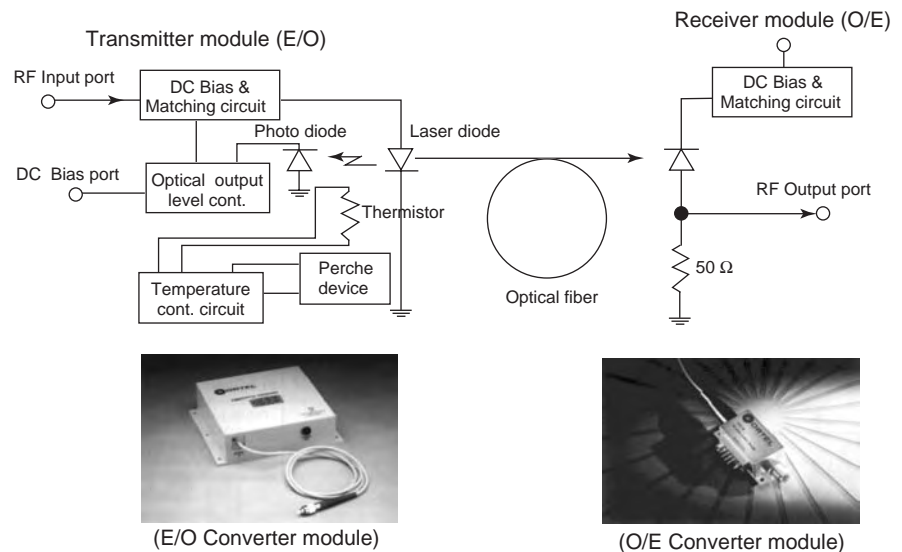 Transmitter module (E/O)
Receiver module (O/E)
RF Input port
DC Bias &
Matching circuit
DC Bias &
Matching circuit
Photo diode
Laser diode
DC Bias port
Optical output
level cont.
Thermistor
RF Output port
Temperature
cont. circuit
Perche
device
Optical fiber
50 Ω
ORTEL
ORTEL
(E/O Converter module)
(O/E Converter module)